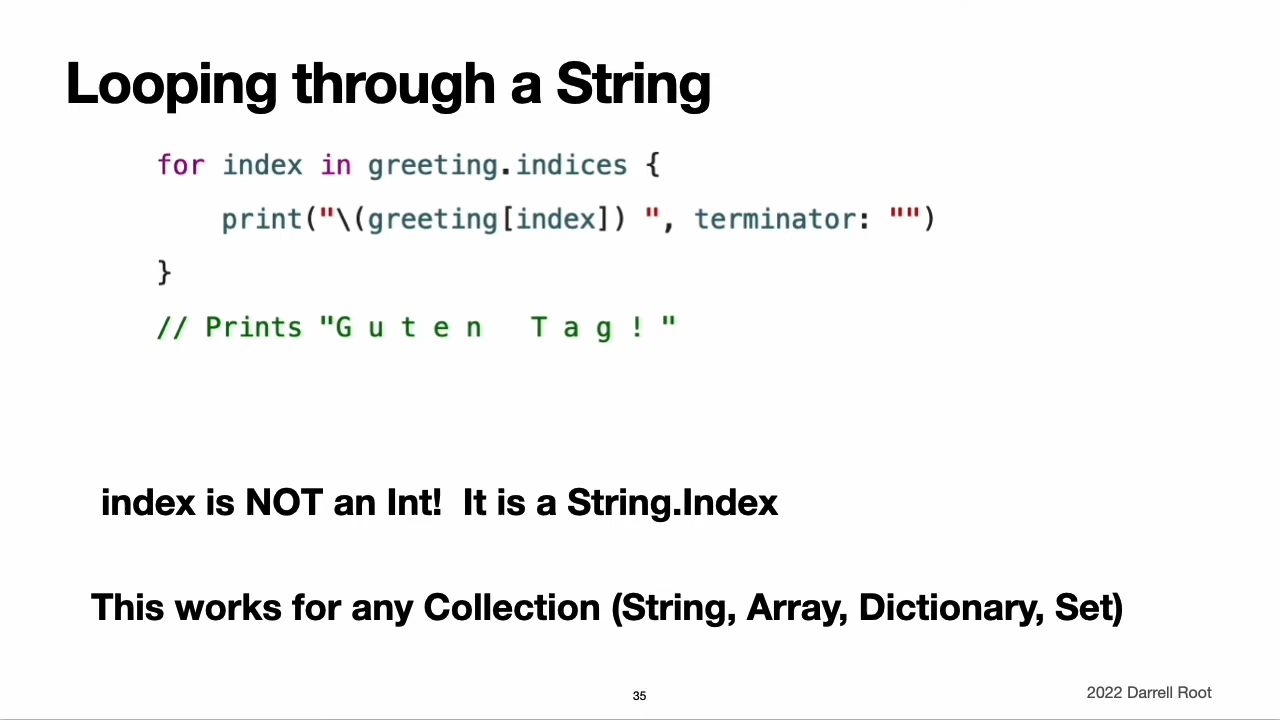 Looping through a String
for index in greeting.indices {
    print("\(greeting[index]) ", terminator: "")
}
// Prints "G u t e n   T a g ! "
index is NOT an Int!  It is a String.Index
This works for any Collection (String, Array, Dictionary, Set)
35
2022 Darrell Root